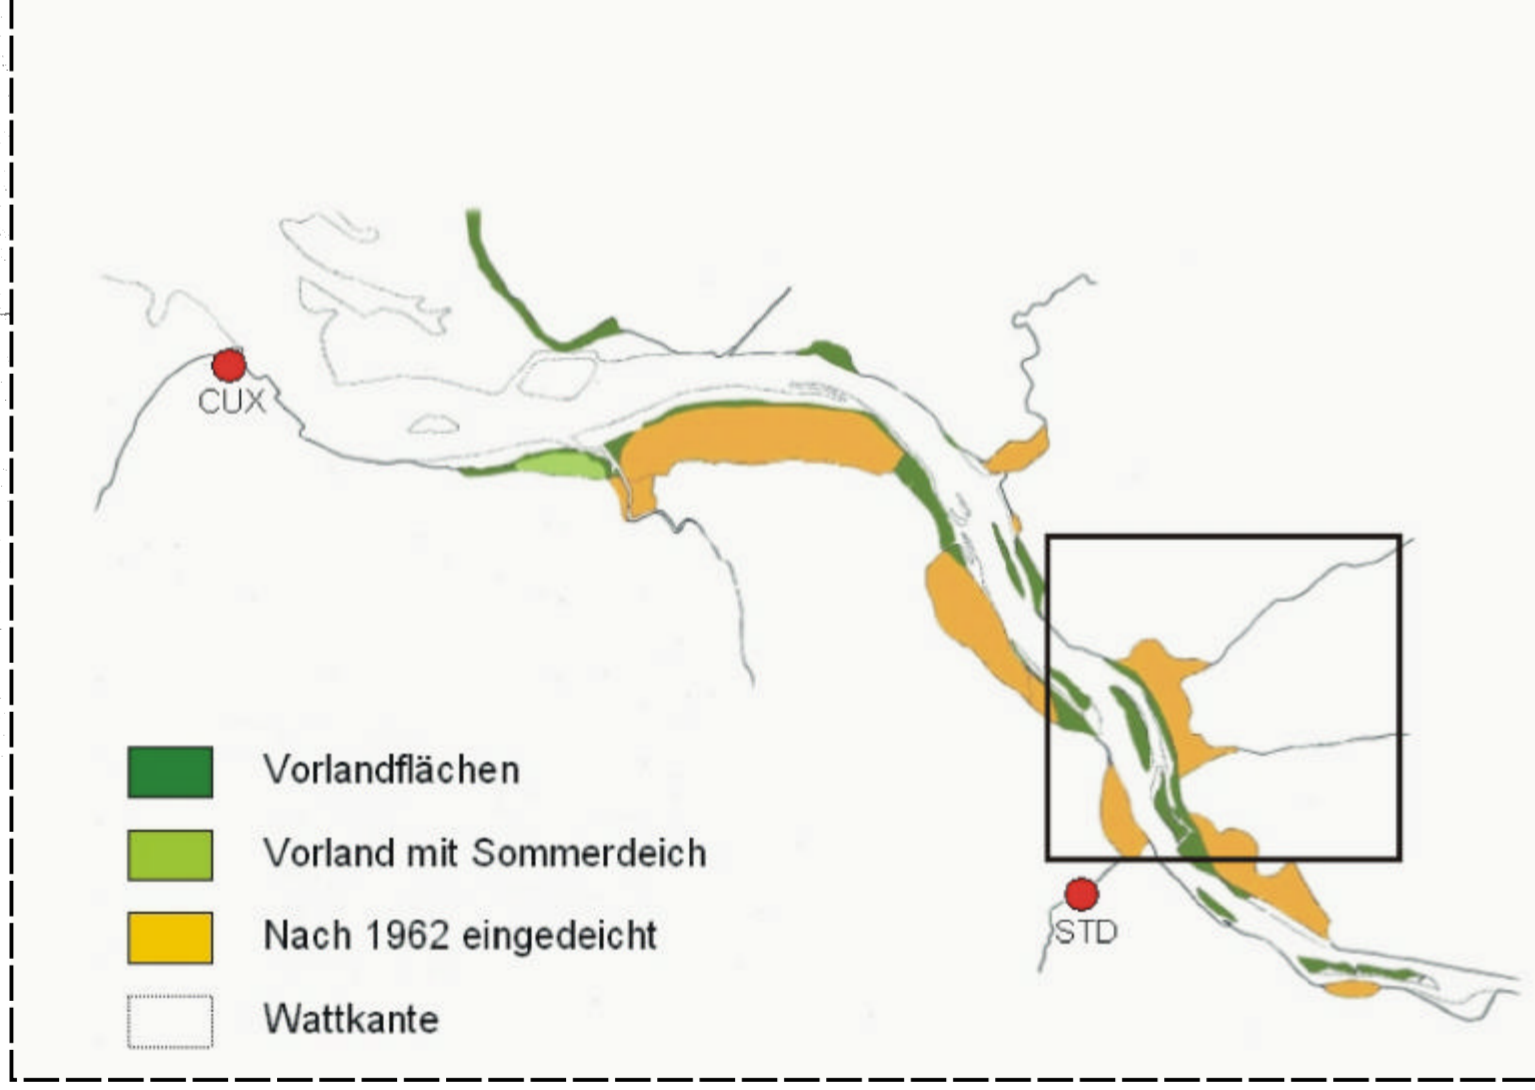 CUX
Vorlandflächen
Vorland mit Sommerdeich
Nach 1962 eingedeicht
STD
Wattkante